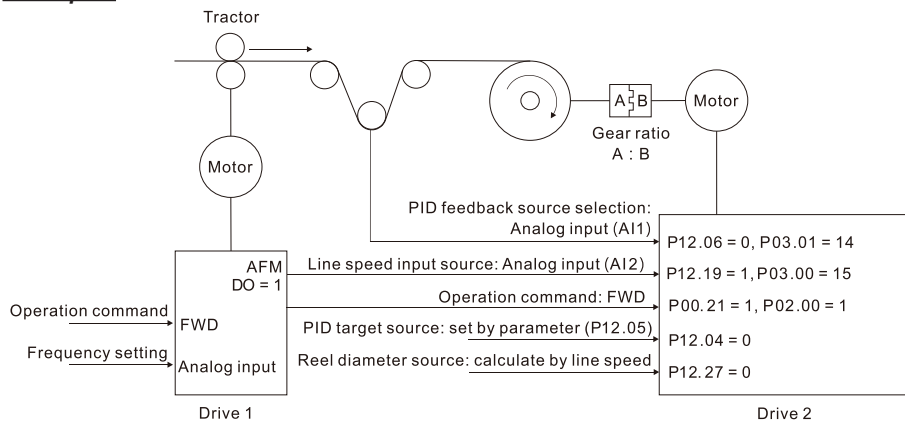 Tractor
Motor
A B
Gear ratio
A : B
Motor
PID feedback source selection:
Analog input (AI1)
P12.06 = 0, P03.01 = 14
AFM
DO = 1
Line speed input source: Analog input (AI2)
P12.19 = 1,P03.00 = 15
Operation command: FWD
P00.21 = 1, P02.00 = 1
Operation command
FWD
PID target source: set by parameter (P12.05)
P12.04 = 0
Frequency setting
Analog input
Reel diameter source: calculate by line speed
P12.27 = 0
Drive 1
Drive 2